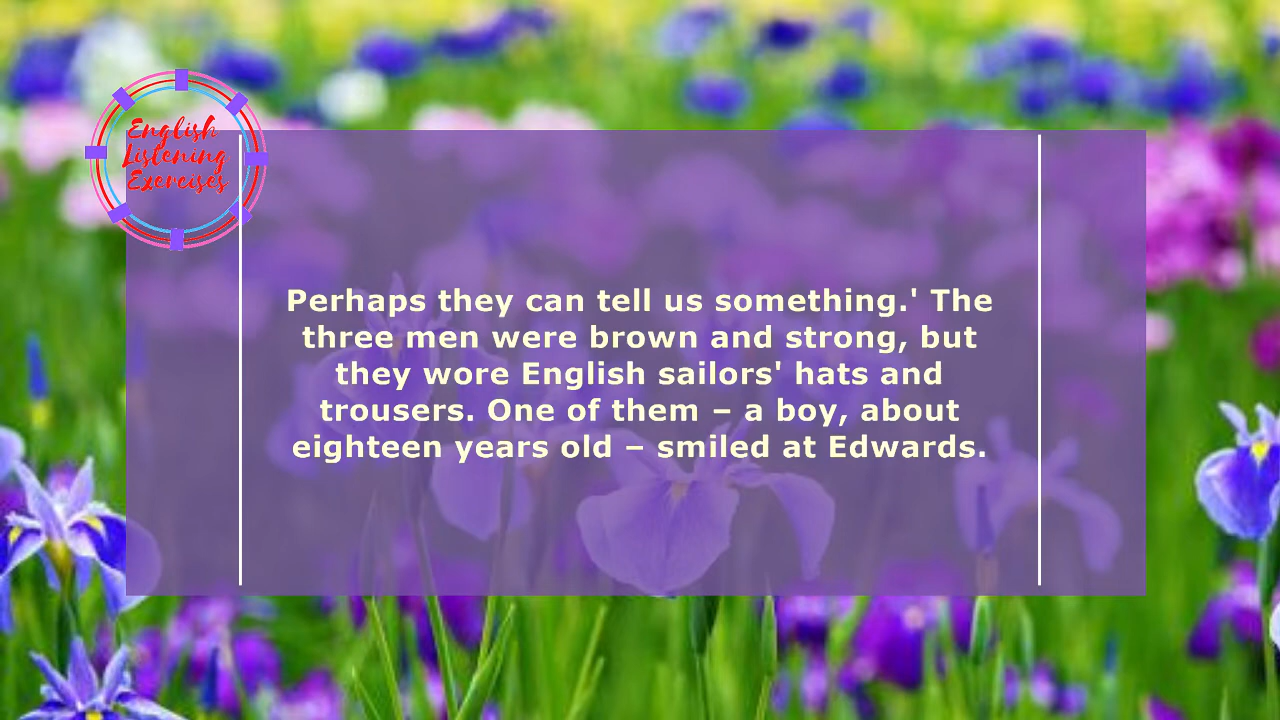 English
Listening
Exercises
Perhaps they can tell us something.' The
three men were brown and strong, but
they wore English sailors' hats and
trousers. One of them – a boy, about
eighteen years old – smiled at Edwards.